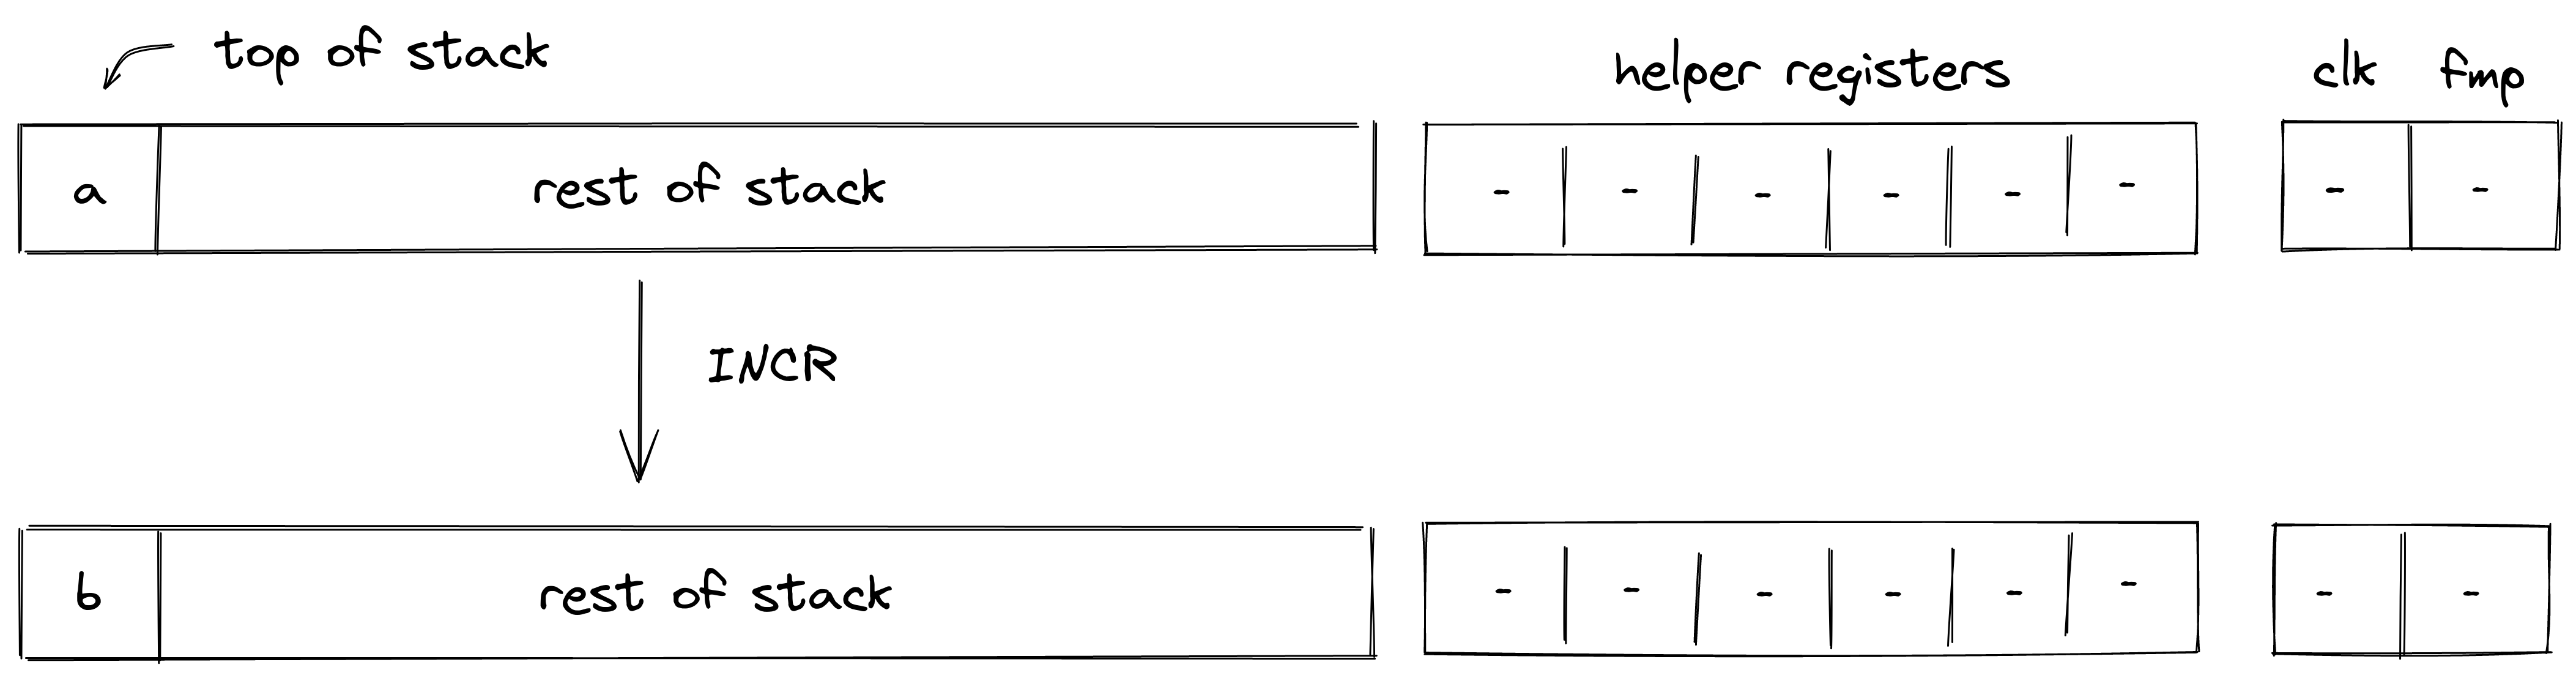 top of stack
helper registers
clk fmp
a rest of stack
- - - - - -
- -
INCR
b rest of stack
- - - - - -
- -